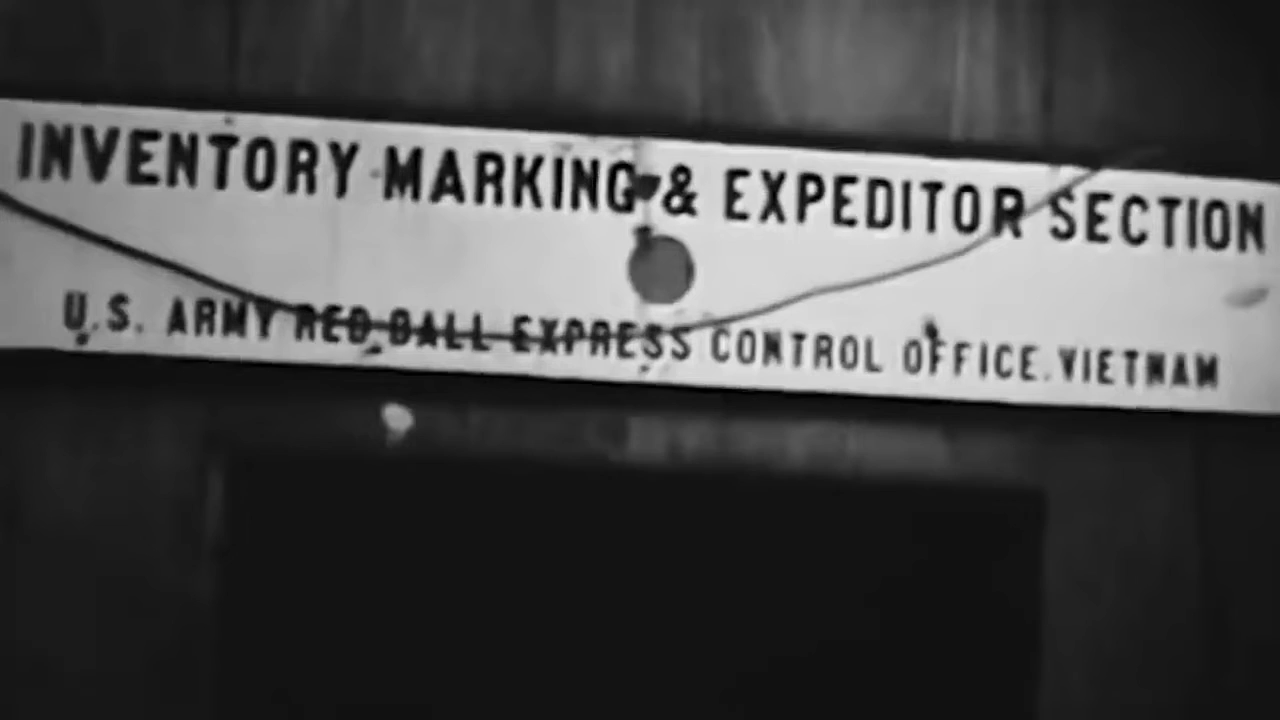 INVENTORY MARKING & EXPEDITOR SECTION
U.S. ARMY RED BALL EXPRESS CONTROL OFFICE. VIETNAM